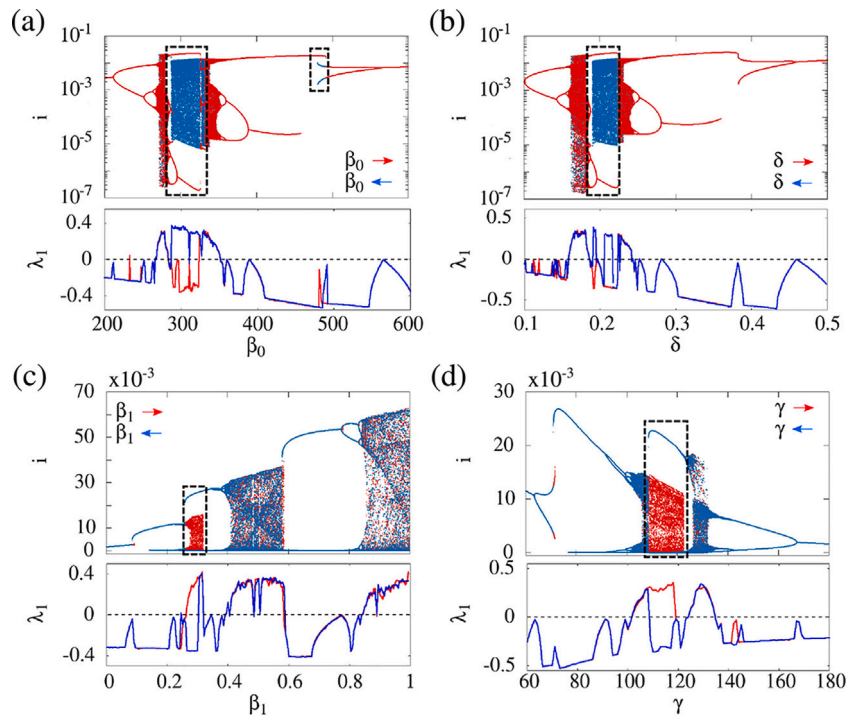 (a)
10⁻¹
10⁻³
10⁻⁵
10⁻⁷
i
β₀ →
β₀ ←
0.4
0
-0.4
λ₁
200 300 400 500 600
β₀
(b)
10⁻¹
10⁻³
10⁻⁵
10⁻⁷
i
δ →
δ ←
0.5
0
-0.5
λ₁
0.1 0.2 0.3 0.4 0.5
δ
(c)
x10⁻³
70
60
50
40
30
20
10
0
i
β₁ →
β₁ ←
0.4
0
-0.4
λ₁
0 0.2 0.4 0.6 0.8 1
β₁
(d)
x10⁻³
30
20
10
0
i
γ →
γ ←
0.5
0
-0.5
λ₁
60 80 100 120 140 160 180
γ